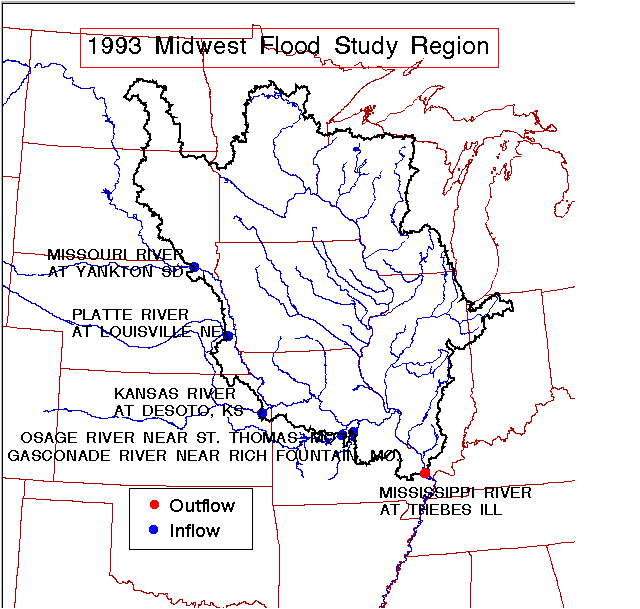 1993 Midwest Flood Study Region
MISSOURI RIVER
AT YANKTON SD
PLATTE RIVER
AT LOUISVILLE NE
KANSAS RIVER
AT DESOTO, KS
OSAGE RIVER NEAR ST. THOMAS, MO
GASCONADE RIVER NEAR RICH FOUNTAIN, MO
MISSISSIPPI RIVER
AT THEBES ILL
Outflow
Inflow